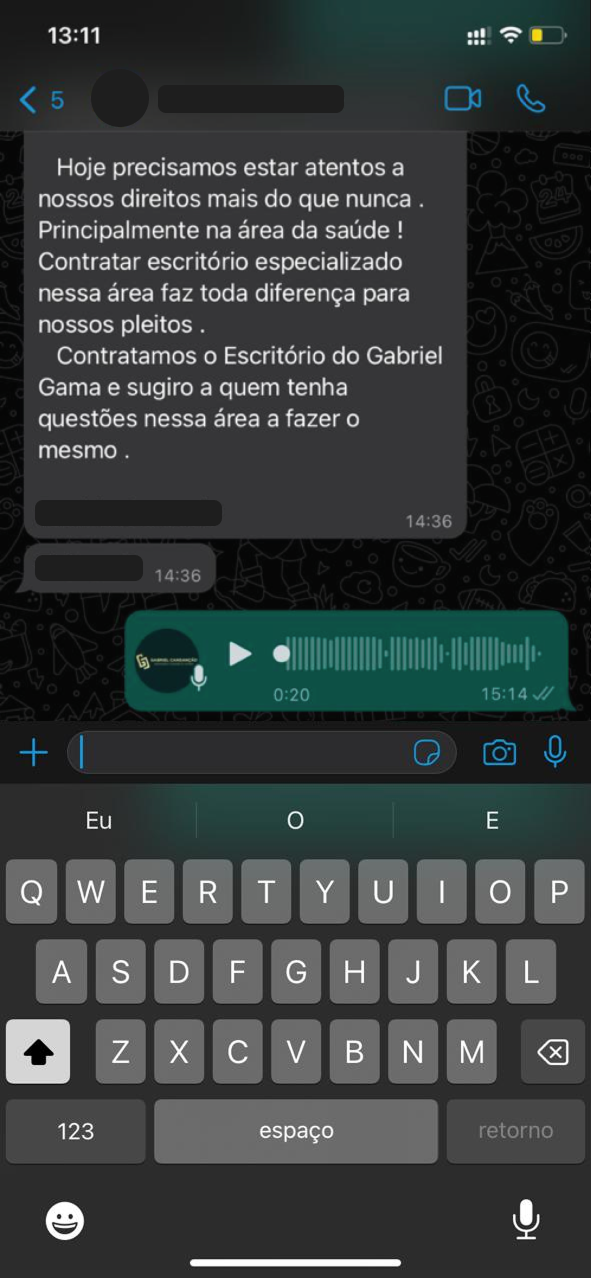 13:11
5
Hoje precisamos estar atentos a
nossos direitos mais do que nunca .
Principalmente na área da saúde !
Contratar escritório especializado
nessa área faz toda diferença para
nossos pleitos .
Contratamos o Escritório do Gabriel
Gama e sugiro a quem tenha
questões nessa área a fazer o
mesmo .
14:36
14:36
GABRIEL
0:20 15:14
Eu O E
Q W E R T Y U I O P
A S D F G H J K L
Z X C V B N M
123 espaço retorno